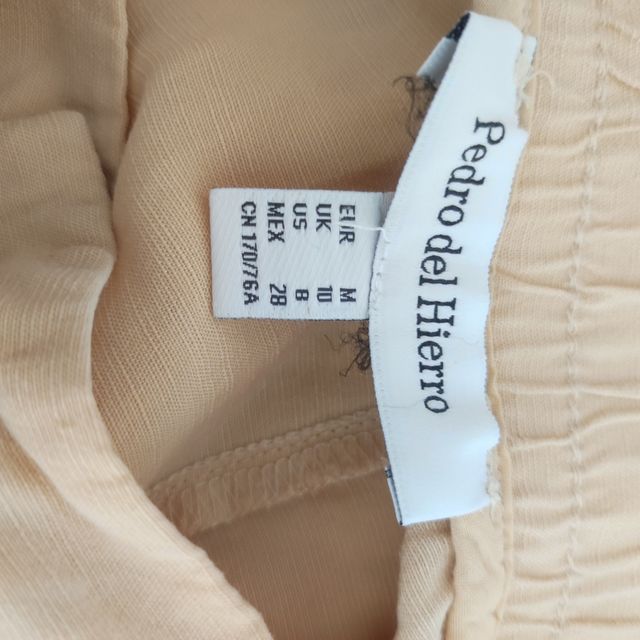 Pedro del Hierro
EUR M
UK 10
US 8
MEX 28
CN 170/76A